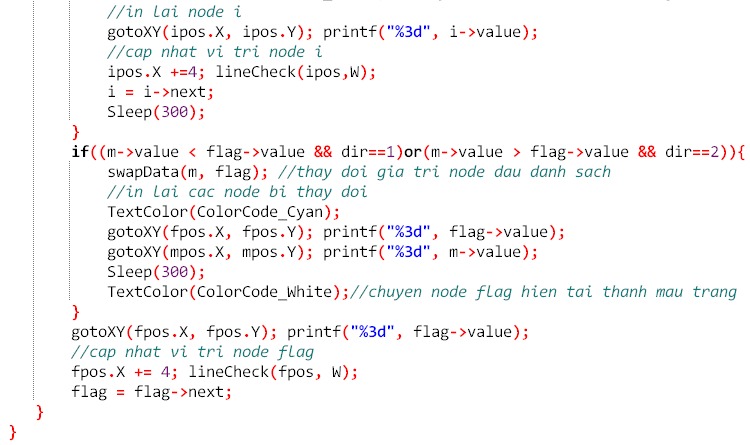 //in lai node i
gotoXY(ipos.X, ipos.Y); printf("%3d", i->value);
//cap nhat vi tri node i
ipos.X +=4; lineCheck(ipos,W);
i = i->next;
Sleep(300);
}
if((m->value < flag->value && dir==1)or(m->value > flag->value && dir==2)){
swapData(m, flag); //thay doi gia tri node dau danh sach
//in lai cac node bi thay doi
TextColor(ColorCode_Cyan);
gotoXY(fpos.X, fpos.Y); printf("%3d", flag->value);
gotoXY(mpos.X, mpos.Y); printf("%3d", m->value);
Sleep(300);
TextColor(ColorCode_White);//chuyen node flag hien tai thanh mau trang
}
gotoXY(fpos.X, fpos.Y); printf("%3d", flag->value);
//cap nhat vi tri node flag
fpos.X += 4; lineCheck(fpos, W);
flag = flag->next;
}
}